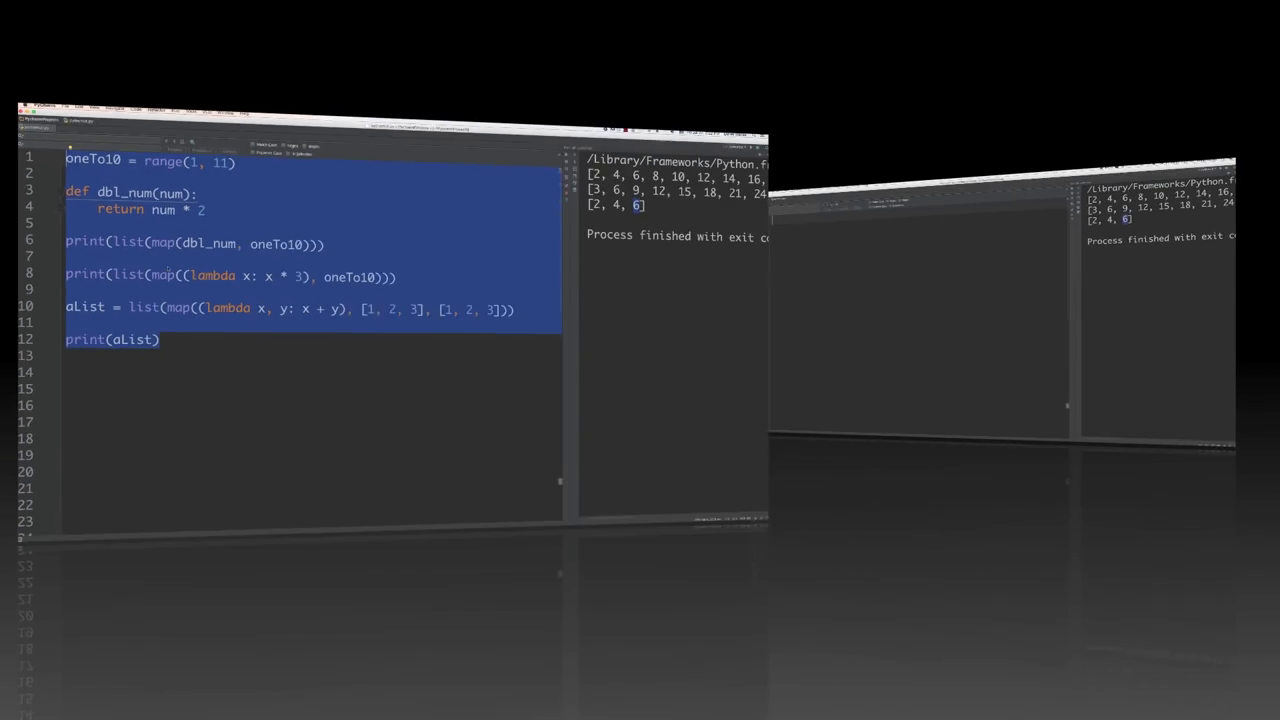 1 oneTo10 = range(1, 11)
2
3 def dbl_num(num):
4 return num * 2
5
6 print(list(map(dbl_num, oneTo10)))
7
8 print(list(map((lambda x: x * 3), oneTo10)))
9
10 aList = list(map((lambda x, y: x + y), [1, 2, 3], [1, 2, 3]))
11
12 print(aList)
13
14
15
16
17
18
19
20
21
22
23
/Library/Frameworks/Python.f
[2, 4, 6, 8, 10, 12, 14, 16,
[3, 6, 9, 12, 15, 18, 21, 24
[2, 4, 6]
Process finished with exit co
/Library/Frameworks/Python.f
[2, 4, 6, 8, 10, 12, 14, 16,
[3, 6, 9, 12, 15, 18, 21, 24
[2, 4, 6]
Process finished with exit co